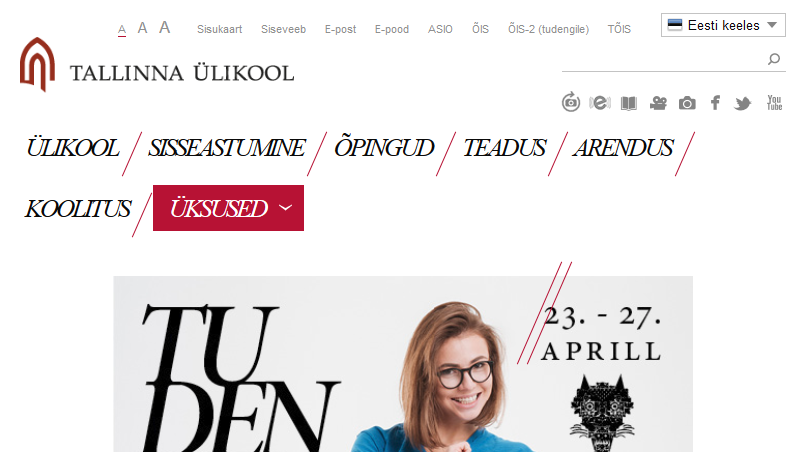 A A A Sisukaart Siseveeb E-post E-pood ASIO ÕIS ÕIS-2 (tudengile) TÕIS Eesti keeles
TALLINNA ÜLIKOOL
You Tube
ÜLIKOOL SISSEASTUMINE ÕPINGUD TEADUS ARENDUS
KOOLITUS ÜKSUSED
TU
DEN
23. - 27.
APRILL